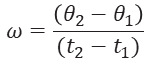 ω = (θ₂ − θ₁) / (t₂ − t₁)